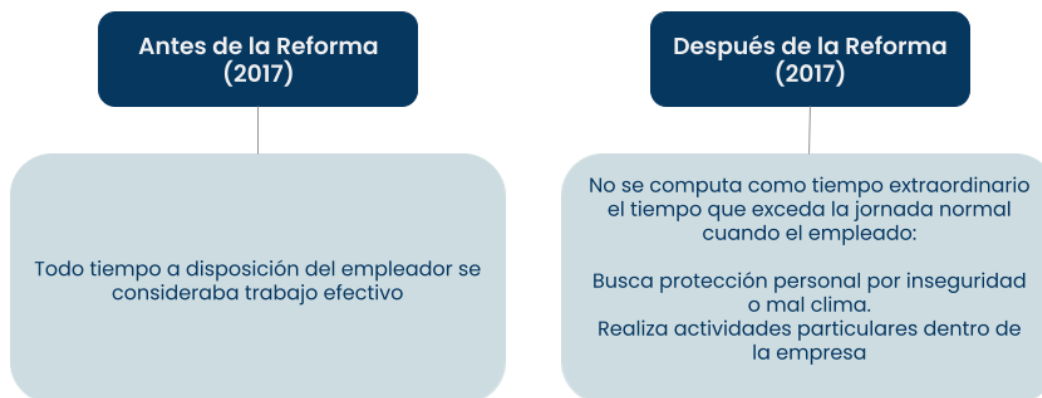 Antes de la Reforma
(2017)
Todo tiempo a disposición del empleador se
consideraba trabajo efectivo
Después de la Reforma
(2017)
No se computa como tiempo extraordinario
el tiempo que exceda la jornada normal
cuando el empleado:
Busca protección personal por inseguridad
o mal clima.
Realiza actividades particulares dentro de
la empresa